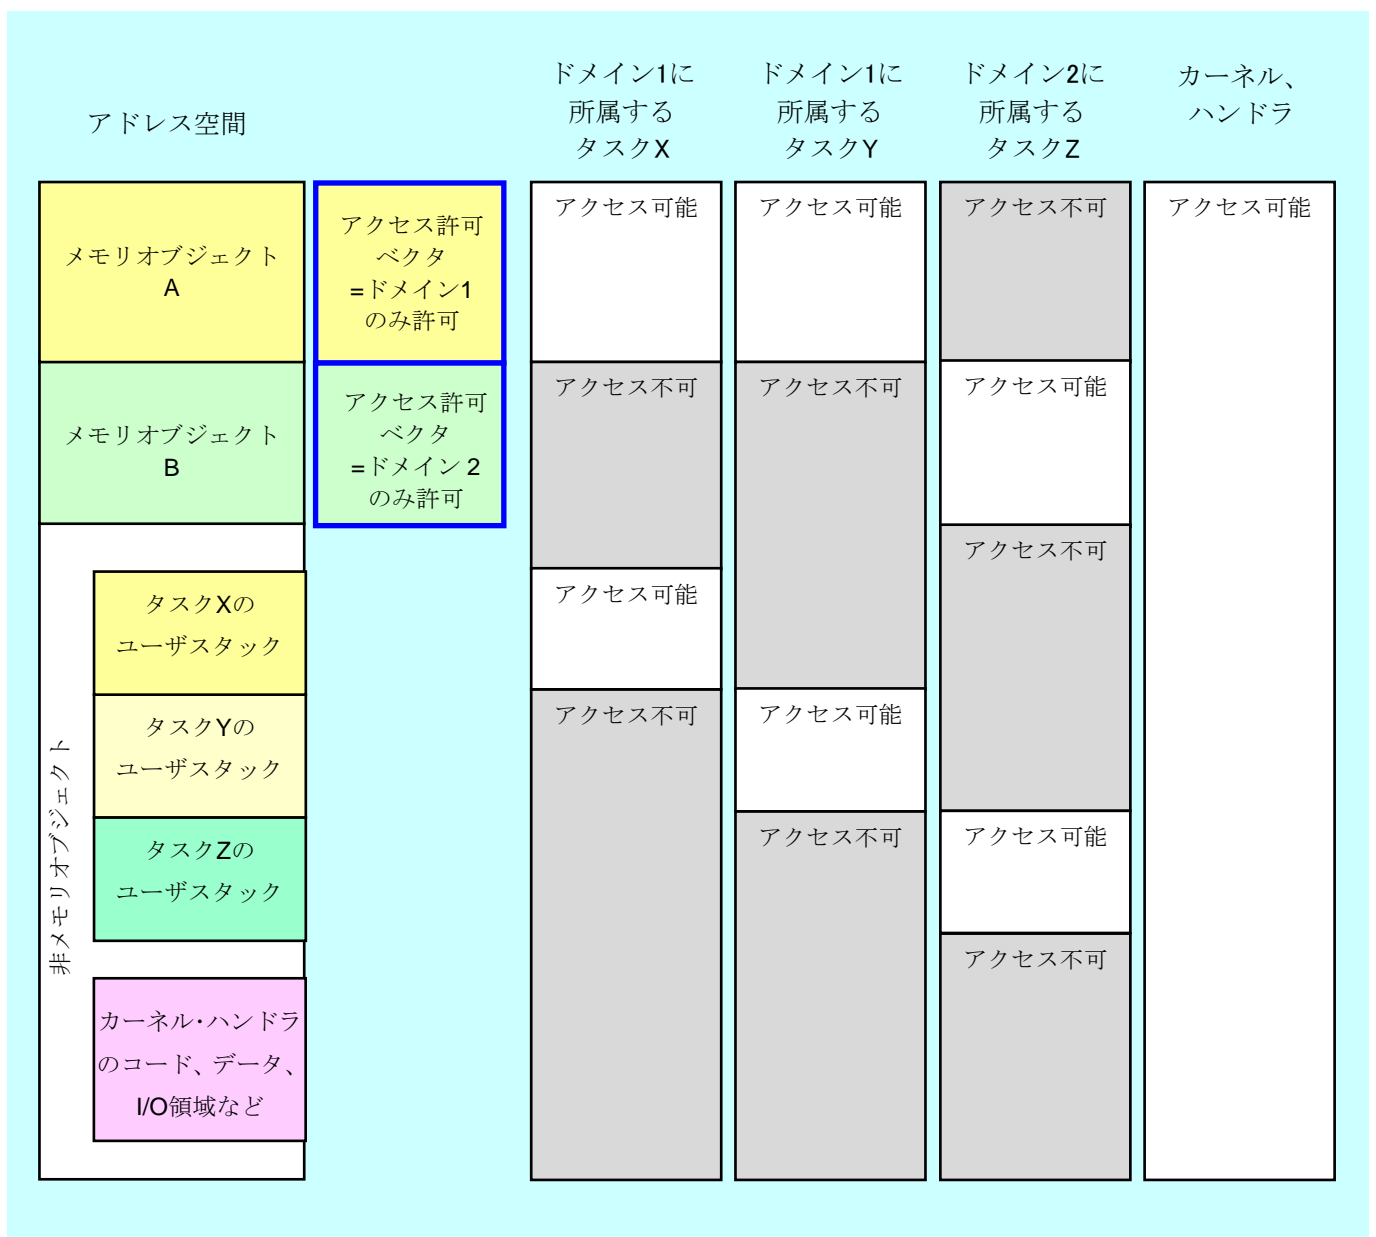 アドレス空間
ドメイン1に
所属する
タスクX
ドメイン1に
所属する
タスクY
ドメイン2に
所属する
タスクZ
カーネル、
ハンドラ
メモリオブジェクト
A
アクセス許可
ベクタ
=ドメイン1
のみ許可
アクセス可能
アクセス可能
アクセス不可
アクセス可能
メモリオブジェクト
B
アクセス許可
ベクタ
=ドメイン 2
のみ許可
アクセス不可
アクセス不可
アクセス可能
アクセス不可
非メモリオブジェクト
タスクXの
ユーザスタック
アクセス可能
タスクYの
ユーザスタック
アクセス不可
アクセス可能
タスクZの
ユーザスタック
アクセス不可
アクセス可能
アクセス不可
カーネル・ハンドラ
のコード、データ、
I/O領域など